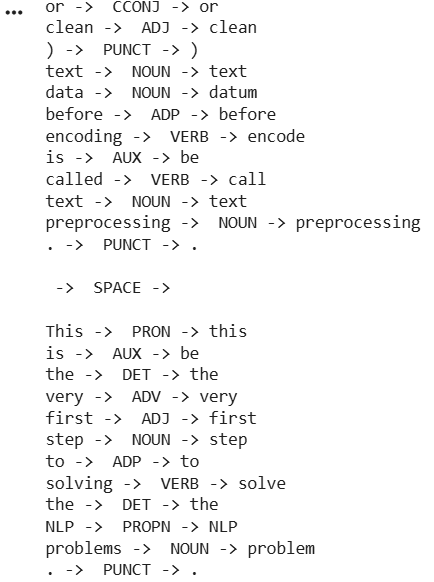 ... or ->  CCONJ -> or
clean ->  ADJ -> clean
) ->  PUNCT -> )
text ->  NOUN -> text
data ->  NOUN -> datum
before ->  ADP -> before
encoding ->  VERB -> encode
is ->  AUX -> be
called ->  VERB -> call
text ->  NOUN -> text
preprocessing ->  NOUN -> preprocessing
. ->  PUNCT -> .
->  SPACE ->
This ->  PRON -> this
is ->  AUX -> be
the ->  DET -> the
very ->  ADV -> very
first ->  ADJ -> first
step ->  NOUN -> step
to ->  ADP -> to
solving ->  VERB -> solve
the ->  DET -> the
NLP ->  PROPN -> NLP
problems ->  NOUN -> problem
. ->  PUNCT -> .